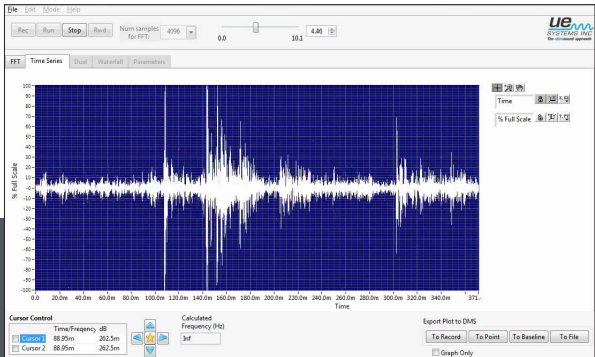 File Edit Mode Help
Rec Run Stop Rwd Num samples for FFT: 4096 0.0 10.1 4.46
ue
SYSTEMS INC
The ultrasound approach
FFT Time Series Dual Waterfall Parameters
100
90
80
70
60
50
40
30
20
10
-0
-10
-20
-30
-40
-50
-60
-70
-80
-90
-100
% Full Scale
0.0 20.0m 40.0m 60.0m 80.0m 100.0m 120.0m 140.0m 160.0m 180.0m 200.0m 220.0m 240.0m 260.0m 280.0m 300.0m 320.0m 340.0m 371.
Time
Time
% Full Scale
Cursor Control
Time/Freqency dB
Cursor 1 88.95m 262.5m
Cursor 2 88.95m 262.5m
Calculated
Frequency (Hz)
Inf
Export Plot to DMS
To Record To Point To Baseline To File
Graph Only